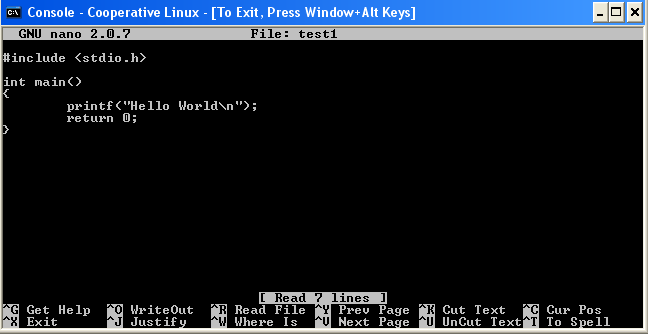 Console - Cooperative Linux - [To Exit, Press Window+Alt Keys]
GNU nano 2.0.7 File: test1
#include <stdio.h>
int main()
{
printf("Hello World\n");
return 0;
}
[ Read 7 lines ]
^G Get Help ^O WriteOut ^R Read File ^Y Prev Page ^K Cut Text ^C Cur Pos
^X Exit ^J Justify ^W Where Is ^V Next Page ^U UnCut Text ^T To Spell